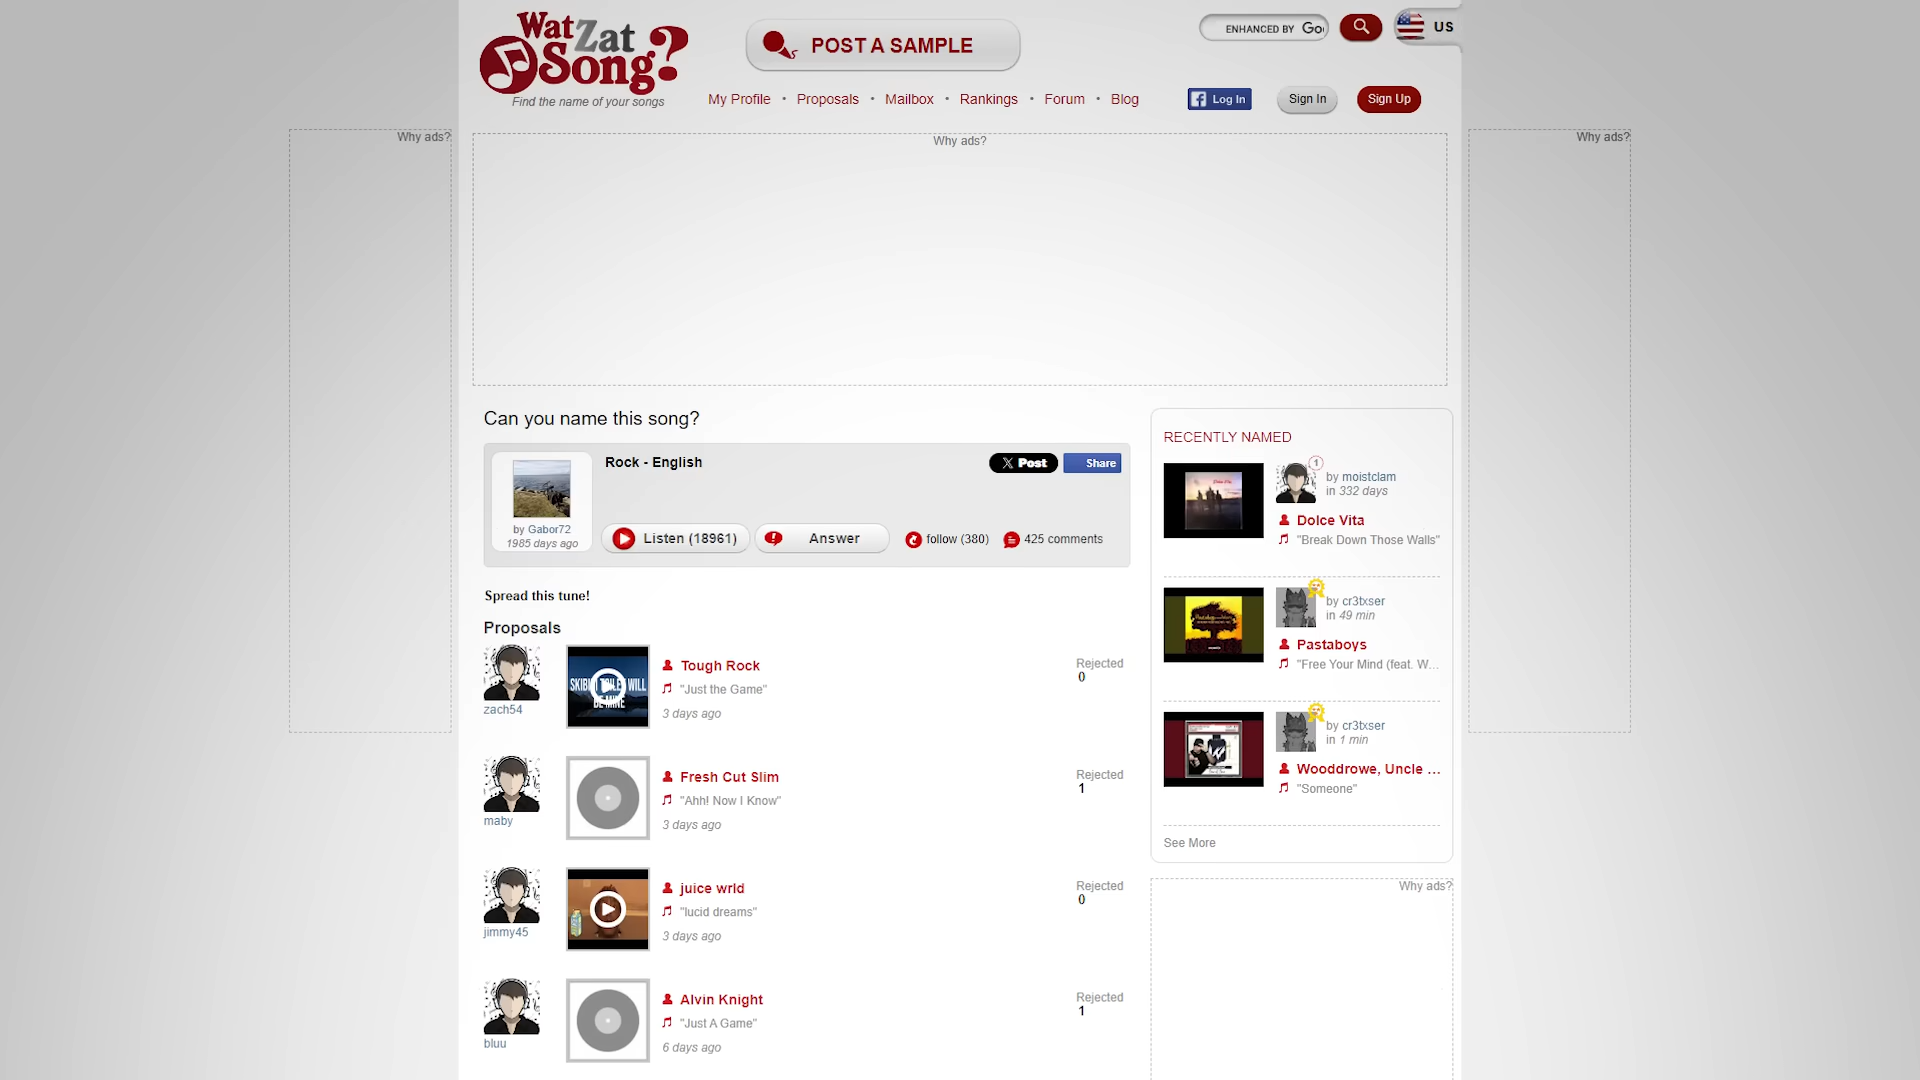 Wat Zat Song?
Find the name of your songs
POST A SAMPLE
ENHANCED BY Goo
US
My Profile • Proposals • Mailbox • Rankings • Forum • Blog
Log In
Sign In
Sign Up
Why ads?
Why ads?
Why ads?
Can you name this song?
Rock - English
Post
Share
by Gabor72
1985 days ago
Listen (18961)
Answer
follow (380)
425 comments
Spread this tune!
Proposals
zach54
Tough Rock
"Just the Game"
3 days ago
Rejected
0
maby
Fresh Cut Slim
"Ahh! Now I Know"
3 days ago
Rejected
1
jimmy45
juice wrld
"lucid dreams"
3 days ago
Rejected
0
bluu
Alvin Knight
"Just A Game"
6 days ago
Rejected
1
RECENTLY NAMED
1
by moistclam
in 332 days
Dolce Vita
"Break Down Those Walls"
by cr3txser
in 49 min
Pastaboys
"Free Your Mind (feat. W...
by cr3txser
in 1 min
Wooddrowe, Uncle ...
"Someone"
See More
Why ads?